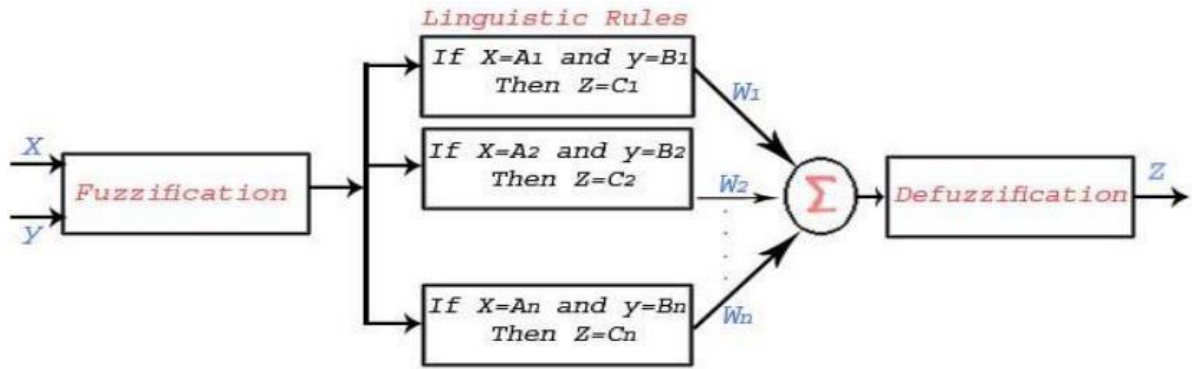 Linguistic Rules
If X=A1 and y=B1
Then Z=C1
W1
X
y
Fuzzification
If X=A2 and y=B2
Then Z=C2
W2
Σ
Defuzzification
Z
If X=An and y=Bn
Then Z=Cn
Wn